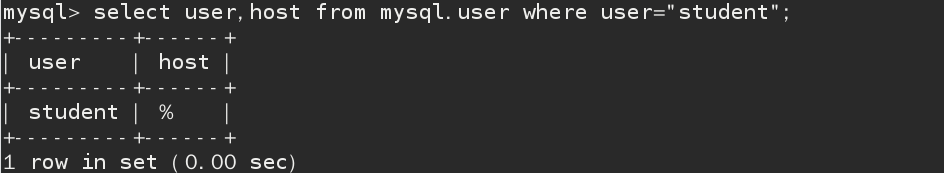 mysql> select user,host from mysql.user where user="student";
+---------+------+
| user    | host |
+---------+------+
| student | %    |
+---------+------+
1 row in set (0.00 sec)